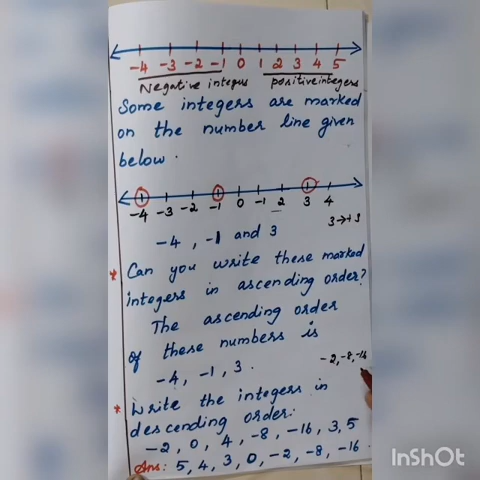 -4 -3 -2 -1 0 1 2 3 4 5
Negative integers positive integers
Some integers are marked
on the number line given
below.
-4 -3 -2 -1 0 -1 2 3 4
3→+3
-4, -1 and 3
* Can you write these marked
integers in ascending order?
The ascending order
of these numbers is
-4, -1, 3.
-2, -8, -16
* Write the integers in
descending order:
-2, 0, 4, -8, -16, 3, 5
Ans: 5, 4, 3, 0, -2, -8, -16.
InShOt